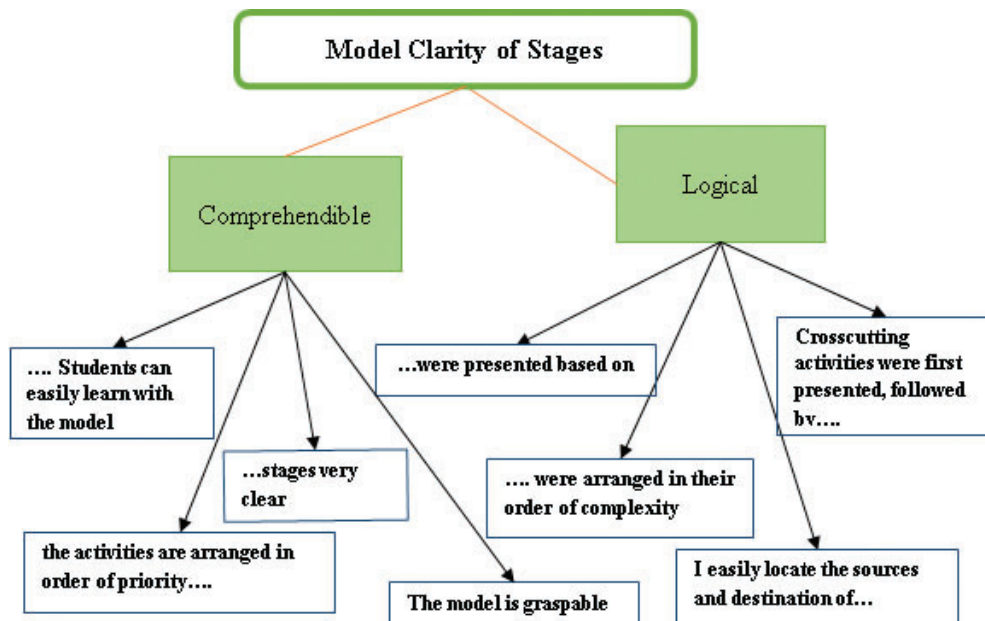 Model Clarity of Stages
Comprehendible
Logical
…. Students can
easily learn with
the model
…stages very
clear
the activities are arranged in
order of priority….
The model is graspable
…were presented based on
…. were arranged in their
order of complexity
Crosscutting
activities were first
presented, followed
by….
I easily locate the sources
and destination of…